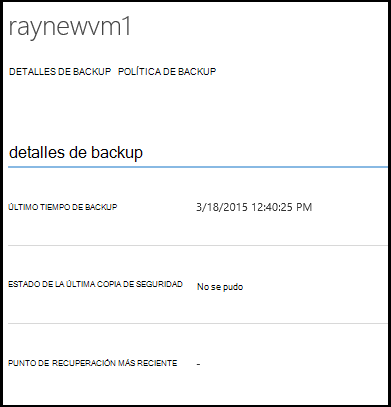 raynewvm1
DETALLES DE BACKUP POLÍTICA DE BACKUP
detalles de backup
ÚLTIMO TIEMPO DE BACKUP 3/18/2015 12:40:25 PM
ESTADO DE LA ÚLTIMA COPIA DE SEGURIDAD No se pudo
PUNTO DE RECUPERACIÓN MÁS RECIENTE -